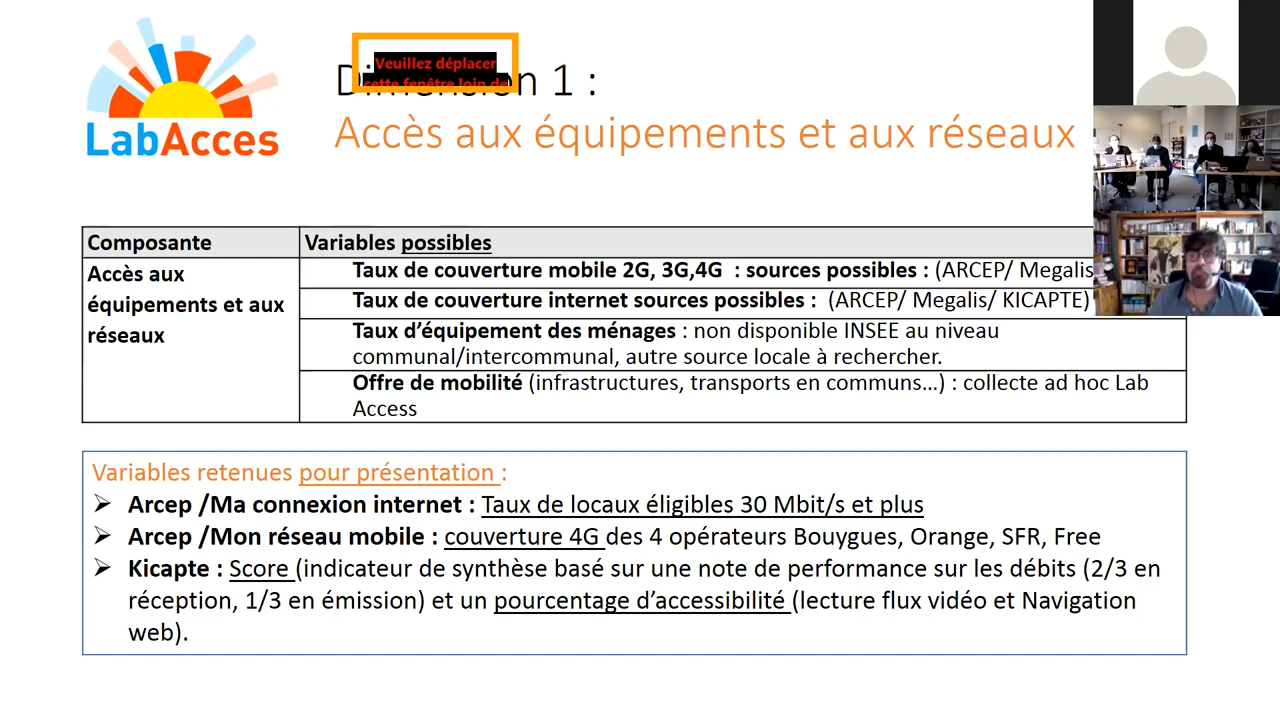 LabAcces
Veuillez déplacer
cette fenêtre loin de
Dimension 1 :
Accès aux équipements et aux réseaux
Composante
Variables possibles
Accès aux
équipements et aux
réseaux
Taux de couverture mobile 2G, 3G,4G : sources possibles : (ARCEP/ Megalis
Taux de couverture internet sources possibles : (ARCEP/ Megalis/ KICAPTE)
Taux d’équipement des ménages : non disponible INSEE au niveau
communal/intercommunal, autre source locale à rechercher.
Offre de mobilité (infrastructures, transports en communs…) : collecte ad hoc Lab
Access
Variables retenues pour présentation :
➢ Arcep /Ma connexion internet : Taux de locaux éligibles 30 Mbit/s et plus
➢ Arcep /Mon réseau mobile : couverture 4G des 4 opérateurs Bouygues, Orange, SFR, Free
➢ Kicapte : Score (indicateur de synthèse basé sur une note de performance sur les débits (2/3 en
réception, 1/3 en émission) et un pourcentage d’accessibilité (lecture flux vidéo et Navigation
web).